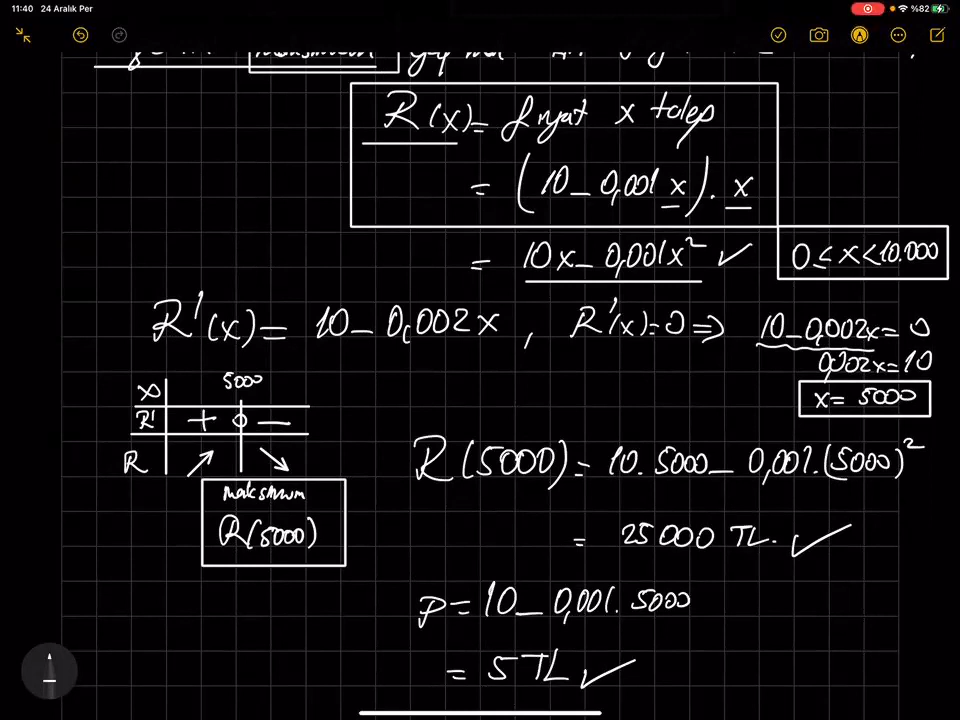 11:40 24 Aralık Per %82
maksimum
R(x) = fiyat x talep
= (10 - 0,001x).x
= 10x - 0,001x² ✓
0 ≤ x < 10.000
R'(x) = 10 - 0,002x , R'(x) = 0 ⇒ 10 - 0,002x = 0
0,002x = 10
x = 5000
x 5000
R' + 0 -
R ↗ ↘
maksimum
R(5000)
R(5000) = 10.5000 - 0,001.(5000)²
= 25000 TL. ✓
p = 10 - 0,001.5000
= 5 TL ✓